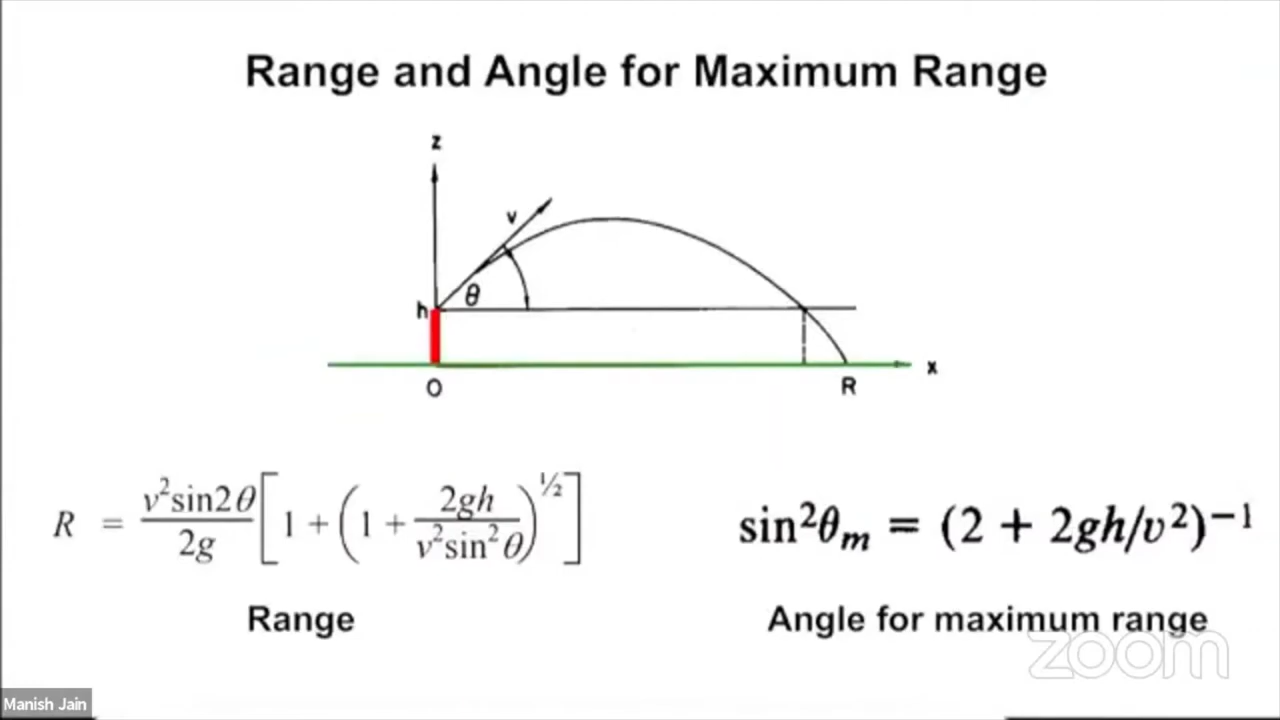 Range and Angle for Maximum Range
z
v
h
θ
x
O
R
R = v²sin2θ/2g [1 + (1 + 2gh/v²sin²θ)^½]
sin²θₘ = (2 + 2gh/v²)⁻¹
Range
Angle for maximum range
zoom
Manish Jain